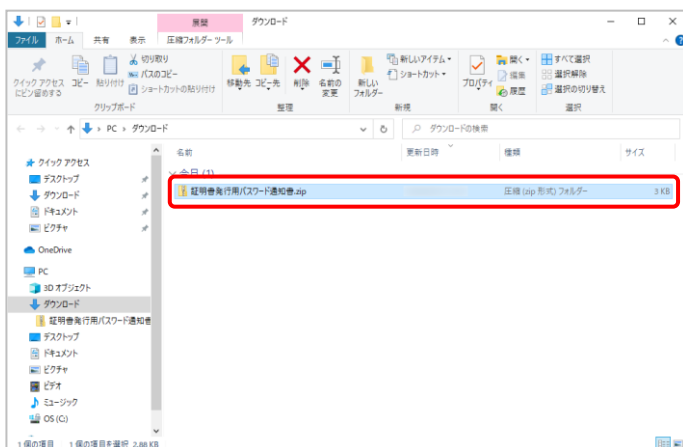 展開 ダウンロード
ファイル ホーム 共有 表示 圧縮フォルダー ツール
クイック アクセスにピン留めする
コピー
貼り付け
切り取り
パスのコピー
ショートカットの貼り付け
クリップボード
移動先
コピー先
削除
名前の変更
整理
新しいフォルダー
新しいアイテム
ショートカット
新規
プロパティ
開く
編集
履歴
開く
すべて選択
選択解除
選択の切り替え
選択
PC ダウンロード
ダウンロードの検索
名前 更新日時 種類 サイズ
今日 (1)
証明書発行用パスワード通知書.zip 圧縮 (zip 形式) フォルダー 3 KB
クイック アクセス
デスクトップ
ダウンロード
ドキュメント
ピクチャ
OneDrive
PC
3D オブジェクト
ダウンロード
証明書発行用パスワード通知書
デスクトップ
ドキュメント
ピクチャ
ビデオ
ミュージック
OS (C:)
1 個の項目 1 個の項目を選択 2.88 KB